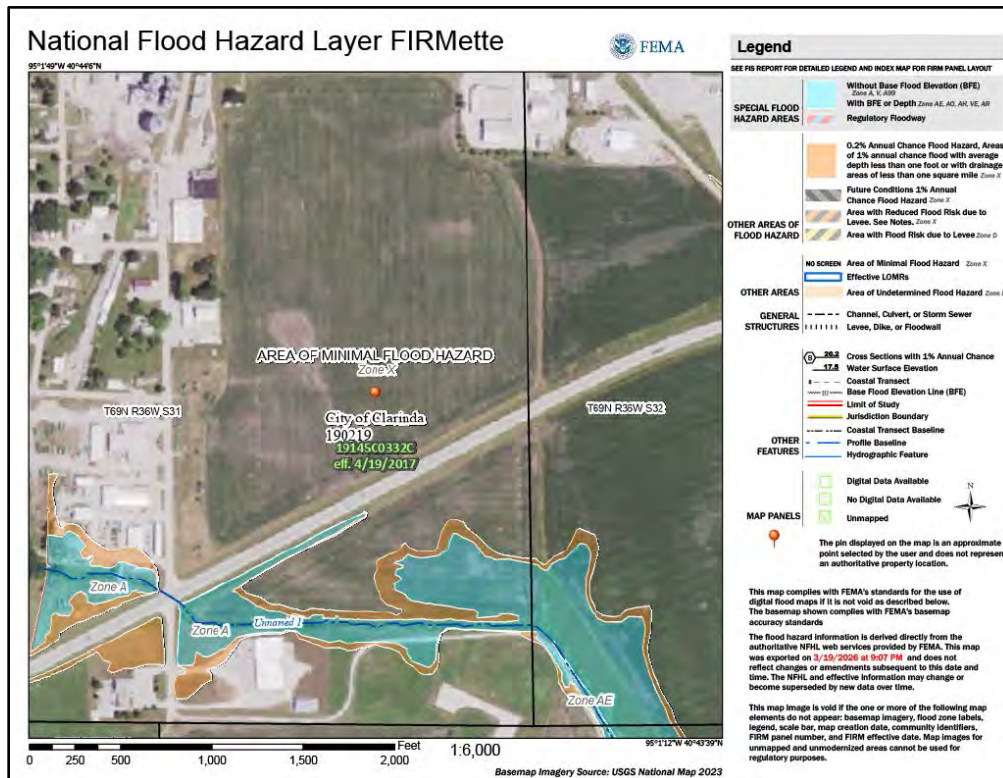 National Flood Hazard Layer FIRMette
FEMA
95°1'49"W 40°44'6"N
AREA OF MINIMAL FLOOD HAZARD
Zone X
T69N R36W S31
T69N R36W S32
City of Clarinda
190219
19145C0332C
eff. 4/19/2017
Zone A
Zone A
Unnamed 1
Zone AE
95°1'12"W 40°43'39"N
0 250 500 1,000 1,500 2,000
Feet
1:6,000
Basemap Imagery Source: USGS National Map 2023
Legend
SEE FIS REPORT FOR DETAILED LEGEND AND INDEX MAP FOR FIRM PANEL LAYOUT
SPECIAL FLOOD
HAZARD AREAS
Without Base Flood Elevation (BFE)
Zone A, V, A99
With BFE or Depth Zone AE, AO, AH, VE, AR
Regulatory Floodway
OTHER AREAS OF
FLOOD HAZARD
0.2% Annual Chance Flood Hazard, Areas
of 1% annual chance flood with average
depth less than one foot or with drainage
areas of less than one square mile Zone X
Future Conditions 1% Annual
Chance Flood Hazard Zone X
Area with Reduced Flood Risk due to
Levee. See Notes. Zone X
Area with Flood Risk due to Levee Zone D
OTHER AREAS
NO SCREEN Area of Minimal Flood Hazard Zone X
Effective LOMRs
Area of Undetermined Flood Hazard Zone
GENERAL
STRUCTURES
Channel, Culvert, or Storm Sewer
Levee, Dike, or Floodwall
OTHER
FEATURES
B 20.2 Cross Sections with 1% Annual Chance
17.5 Water Surface Elevation
8 Coastal Transect
513 Base Flood Elevation Line (BFE)
Limit of Study
Jurisdiction Boundary
Coastal Transect Baseline
Profile Baseline
Hydrographic Feature
MAP PANELS
Digital Data Available
No Digital Data Available
Unmapped
N
The pin displayed on the map is an approximate
point selected by the user and does not represen
an authoritative property location.
This map complies with FEMA's standards for the use of
digital flood maps if it is not void as described below.
The basemap shown complies with FEMA's basemap
accuracy standards
The flood hazard information is derived directly from the
authoritative NFHL web services provided by FEMA. This map
was exported on 3/19/2026 at 9:07 PM and does not
reflect changes or amendments subsequent to this date and
time. The NFHL and effective information may change or
become superseded by new data over time.
This map image is void if the one or more of the following map
elements do not appear: basemap imagery, flood zone labels,
legend, scale bar, map creation date, community identifiers,
FIRM panel number, and FIRM effective date. Map images for
unmapped and unmodernized areas cannot be used for
regulatory purposes.